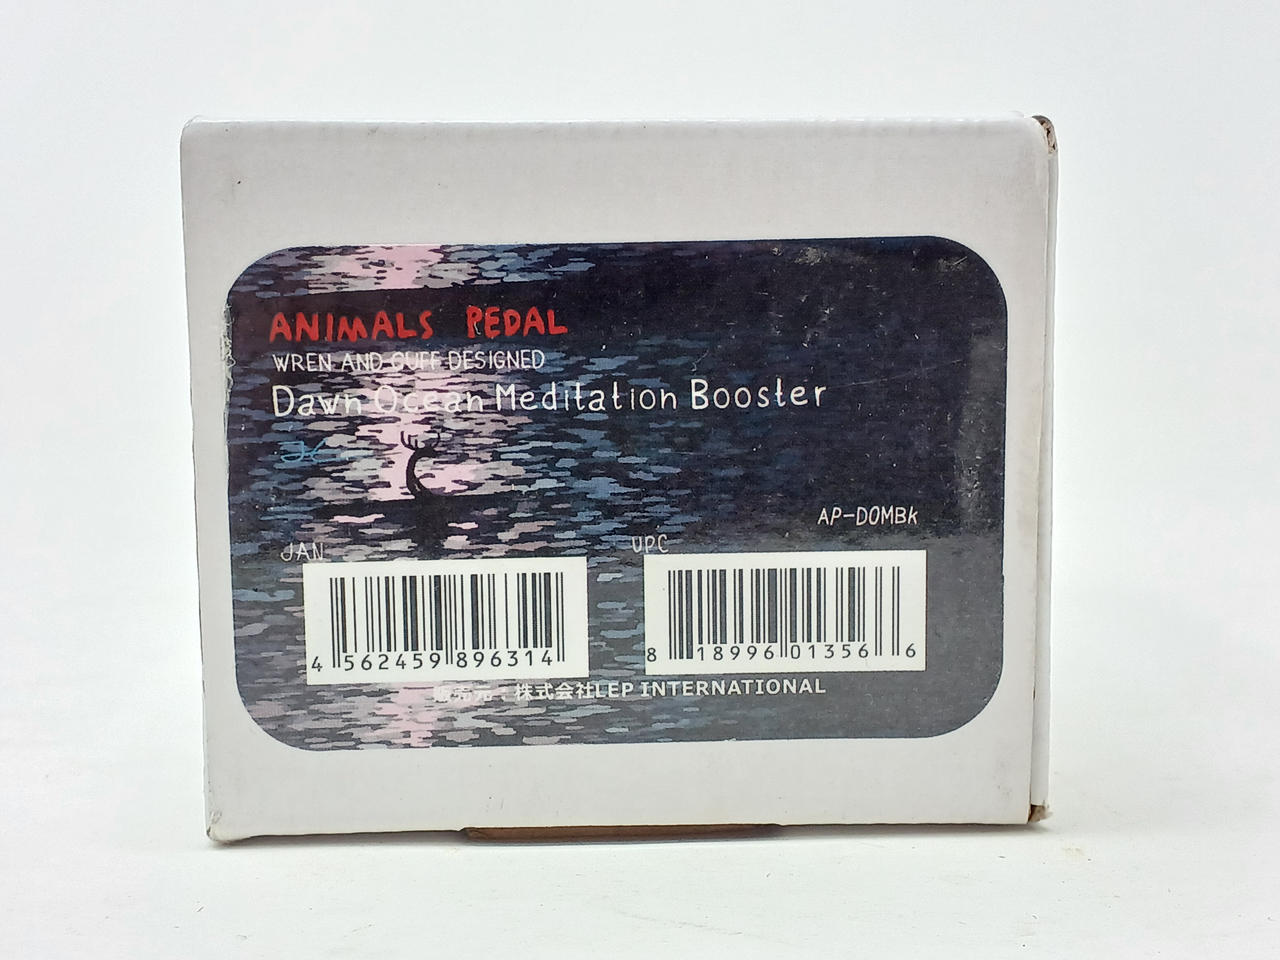 ANIMALS PEDAL
WREN AND CUFF DESIGNED
Dawn Ocean Meditation Booster
AP-DOMBK
JAN
UPC
4 562459 896314
8 18996 01356 6
販売元:株式会社LEP INTERNATIONAL